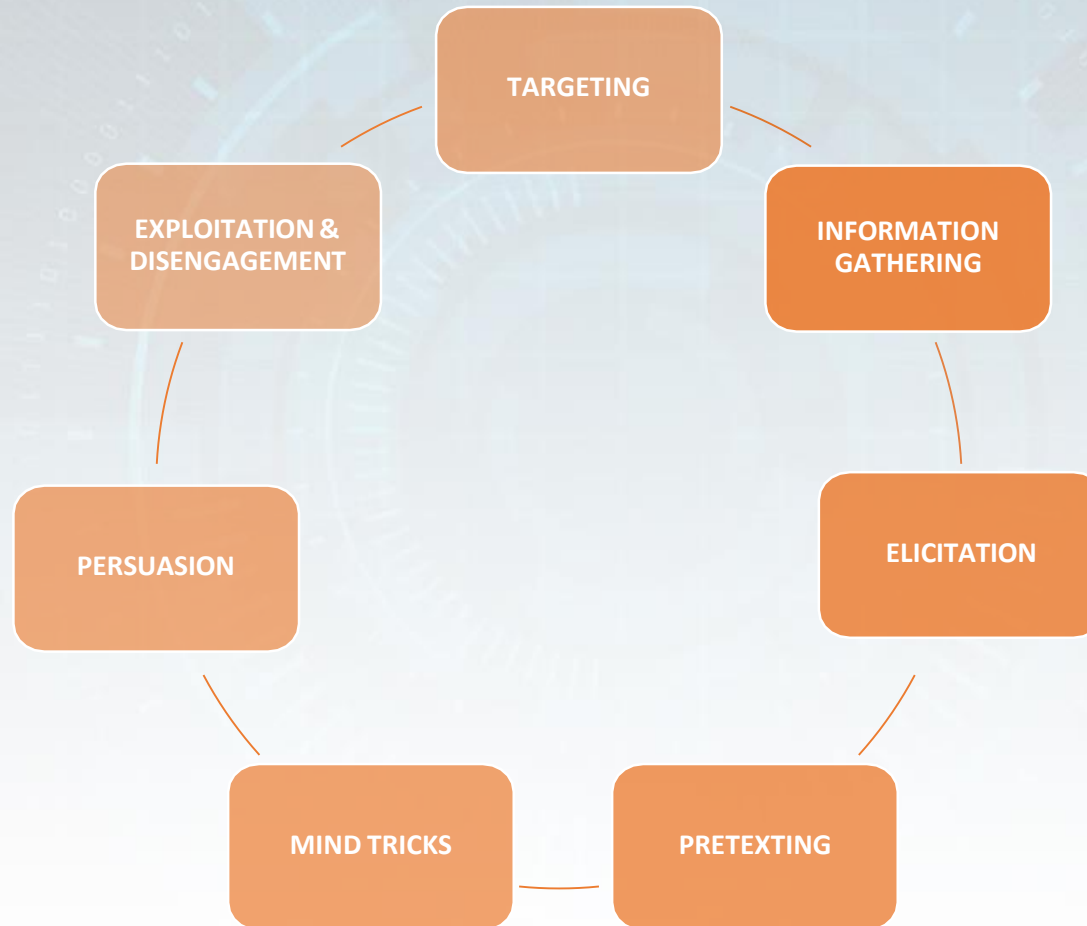 TARGETING
INFORMATION
GATHERING
ELICITATION
PRETEXTING
MIND TRICKS
PERSUASION
EXPLOITATION &
DISENGAGEMENT